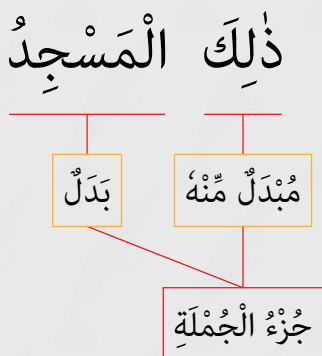 ذٰلِكَ الْمَسْجِدُ
مُبْدَلٌ مِّنْهُ بَدَلٌ
جُزْءُ الْجُمْلَةِ